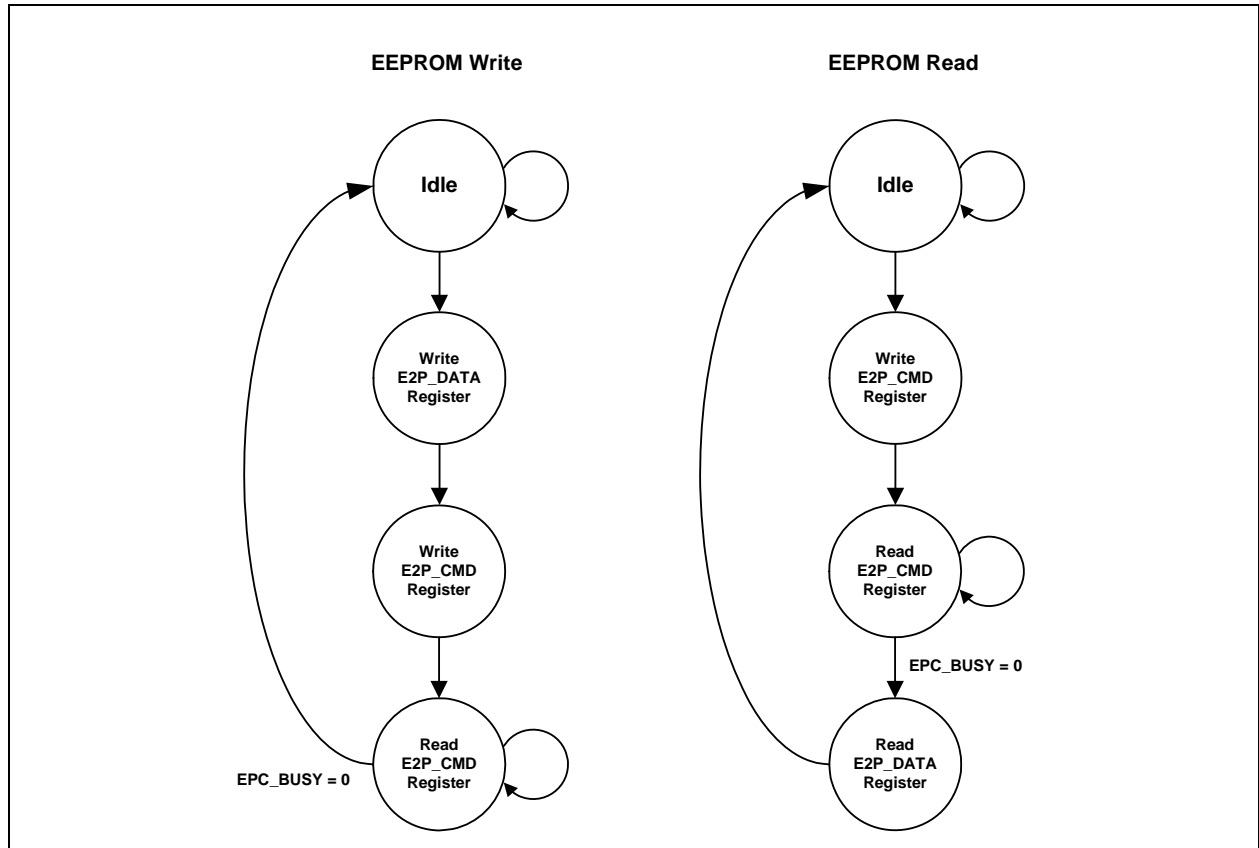 EEPROM Write
Idle
Write
E2P_DATA
Register
Write
E2P_CMD
Register
Read
E2P_CMD
Register
EPC_BUSY = 0
EEPROM Read
Idle
Write
E2P_CMD
Register
Read
E2P_CMD
Register
EPC_BUSY = 0
Read
E2P_DATA
Register